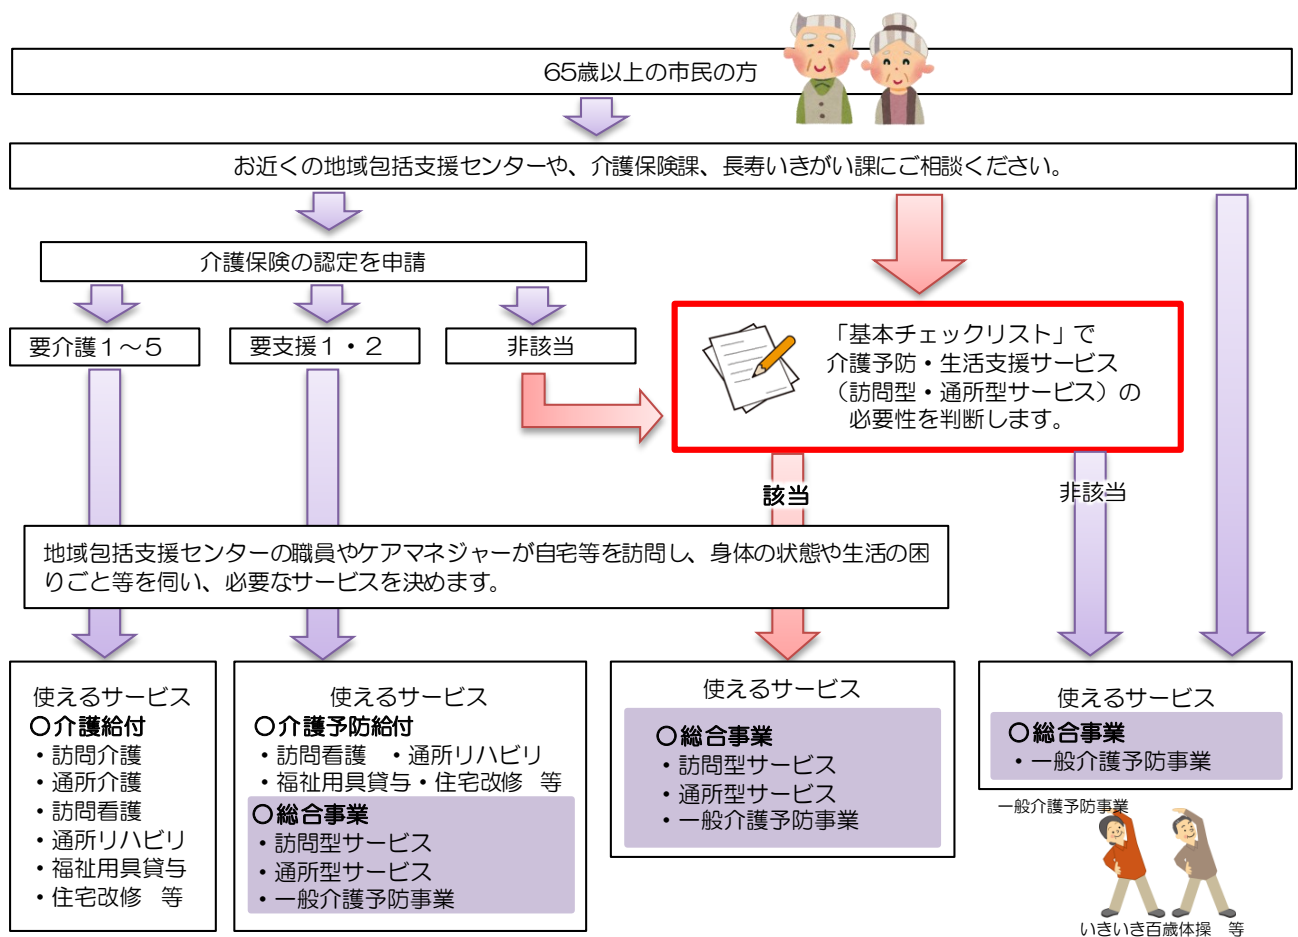 65歳以上の市民の方
お近くの地域包括支援センターや、介護保険課、長寿いきがい課にご相談ください。
介護保険の認定を申請
要介護１～５
要支援１・２
非該当
「基本チェックリスト」で
介護予防・生活支援サービス
（訪問型・通所型サービス）の
必要性を判断します。
該当
非該当
地域包括支援センターの職員やケアマネジャーが自宅等を訪問し、身体の状態や生活の困
りごと等を伺い、必要なサービスを決めます。
使えるサービス
〇介護給付
・訪問介護
・通所介護
・訪問看護
・通所リハビリ
・福祉用具貸与
・住宅改修　等
使えるサービス
〇介護予防給付
・訪問看護　・通所リハビリ
・福祉用具貸与・住宅改修　等
〇総合事業
・訪問型サービス
・通所型サービス
・一般介護予防事業
使えるサービス
〇総合事業
・訪問型サービス
・通所型サービス
・一般介護予防事業
使えるサービス
〇総合事業
・一般介護予防事業
一般介護予防事業
いきいき百歳体操　等